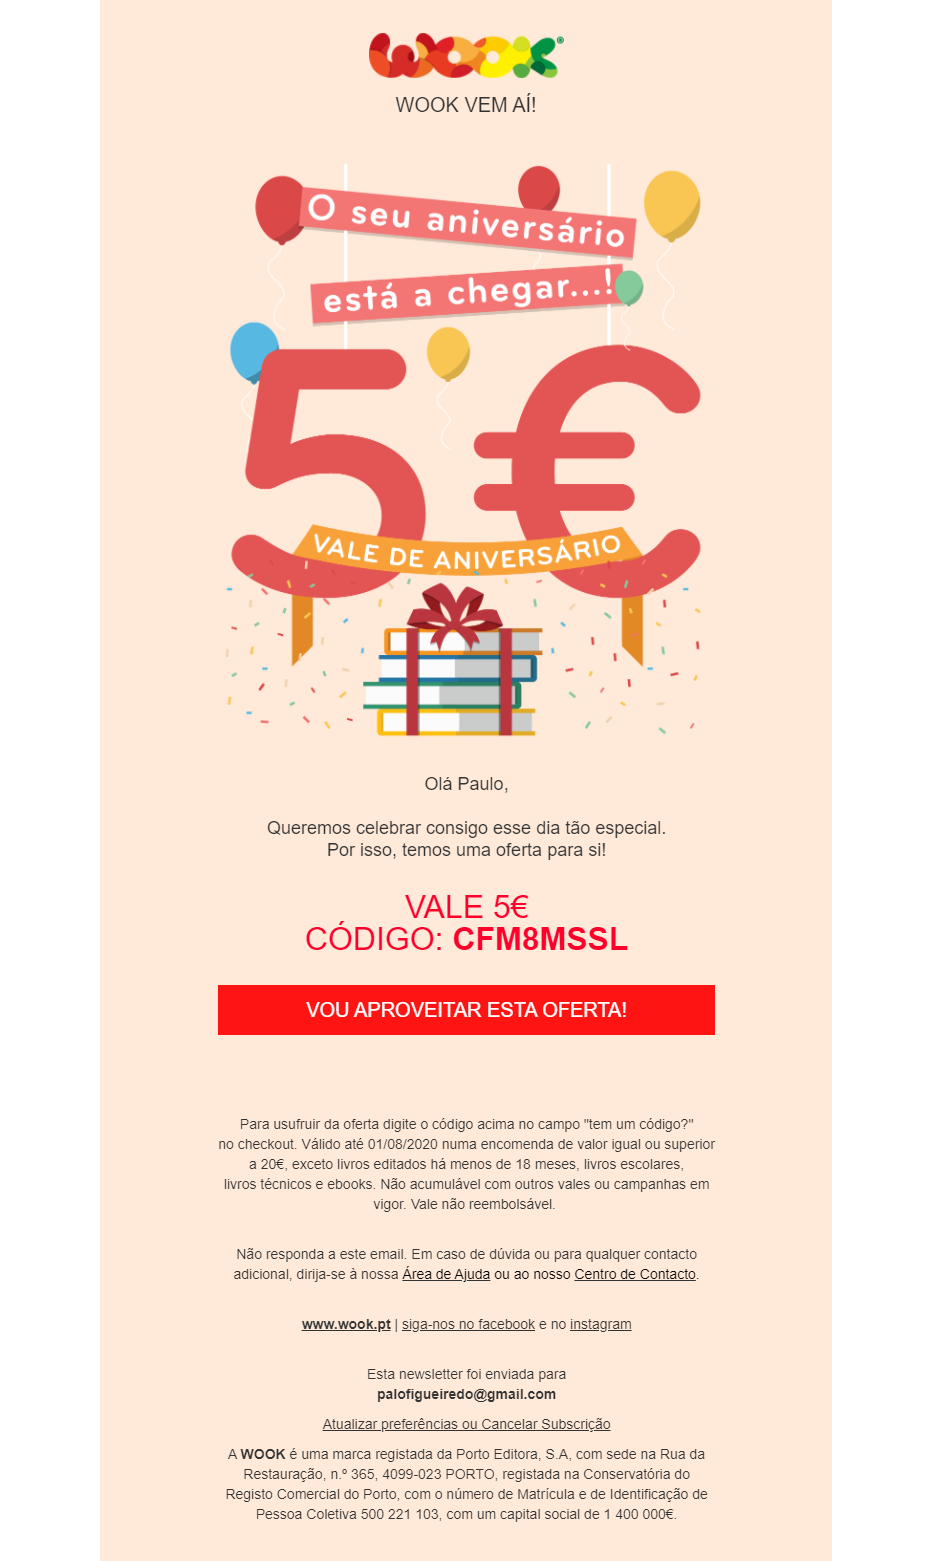 WOOK®
WOOK VEM AÍ!
O seu aniversário
está a chegar...!
5 €
VALE DE ANIVERSÁRIO
Olá Paulo,
Queremos celebrar consigo esse dia tão especial.
Por isso, temos uma oferta para si!
VALE 5€
CÓDIGO: CFM8MSSL
VOU APROVEITAR ESTA OFERTA!
Para usufruir da oferta digite o código acima no campo "tem um código?"
no checkout. Válido até 01/08/2020 numa encomenda de valor igual ou superior
a 20€, exceto livros editados há menos de 18 meses, livros escolares,
livros técnicos e ebooks. Não acumulável com outros vales ou campanhas em
vigor. Vale não reembolsável.
Não responda a este email. Em caso de dúvida ou para qualquer contacto
adicional, dirija-se à nossa Área de Ajuda ou ao nosso Centro de Contacto.
www.wook.pt | siga-nos no facebook e no instagram
Esta newsletter foi enviada para
palofigueiredo@gmail.com
Atualizar preferências ou Cancelar Subscrição
A WOOK é uma marca registada da Porto Editora, S.A, com sede na Rua da
Restauração, n.º 365, 4099-023 PORTO, registada na Conservatória do
Registo Comercial do Porto, com o número de Matrícula e de Identificação de
Pessoa Coletiva 500 221 103, com um capital social de 1 400 000€.